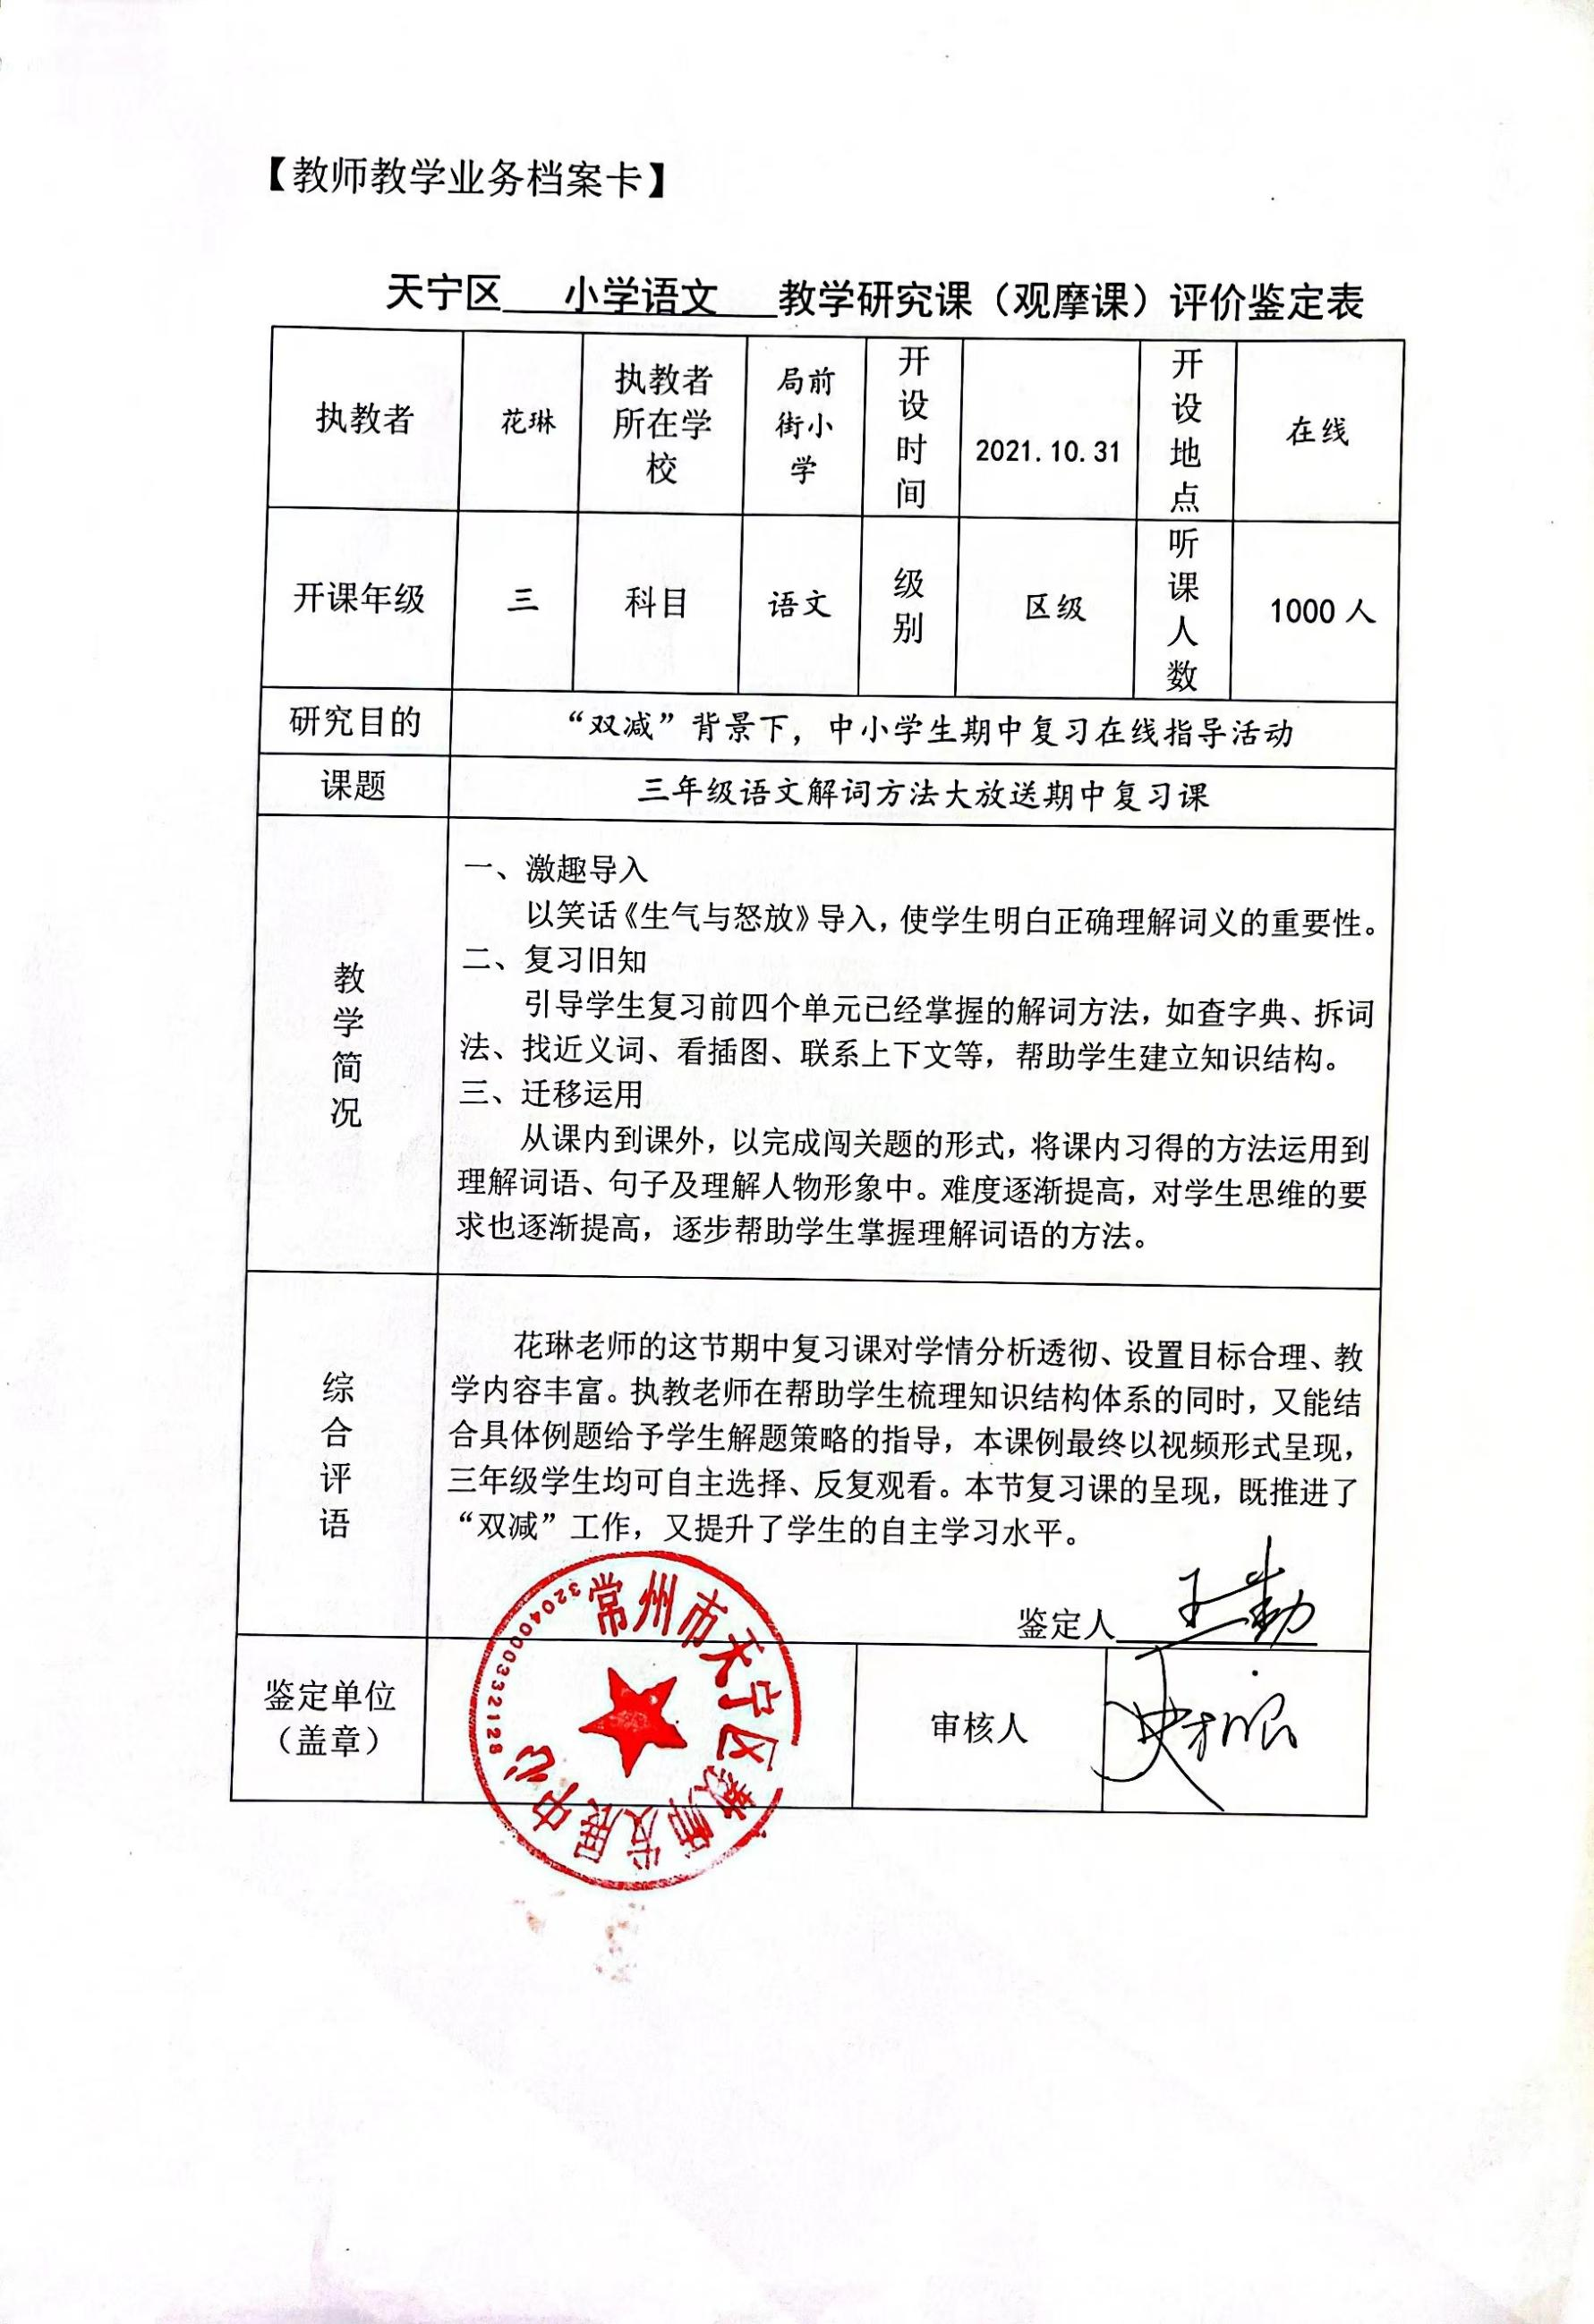 【教师教学业务档案卡】
天宁区 小学语文 教学研究课（观摩课）评价鉴定表
执教者 花琳 执教者所在学校 局前街小学 开设时间 2021.10.31 开设地点 在线
开课年级 三 科目 语文 级别 区级 听课人数 1000人
研究目的 “双减”背景下，中小学生期中复习在线指导活动
课题 三年级语文解词方法大放送期中复习课
教学简况
一、激趣导入
以笑话《生气与怒放》导入，使学生明白正确理解词义的重要性。
二、复习旧知
引导学生复习前四个单元已经掌握的解词方法，如查字典、拆词
法、找近义词、看插图、联系上下文等，帮助学生建立知识结构。
三、迁移运用
从课内到课外，以完成闯关题的形式，将课内习得的方法运用到
理解词语、句子及理解人物形象中。难度逐渐提高，对学生思维的要
求也逐渐提高，逐步帮助学生掌握理解词语的方法。
综合评语
花琳老师的这节期中复习课对学情分析透彻、设置目标合理、教
学内容丰富。执教老师在帮助学生梳理知识结构体系的同时，又能结
合具体例题给予学生解题策略的指导，本课例最终以视频形式呈现，
三年级学生均可自主选择、反复观看。本节复习课的呈现，既推进了
“双减”工作，又提升了学生的自主学习水平。
鉴定人
鉴定单位
（盖章）
常州市天宁区教师发展中心
3204000332128
审核人